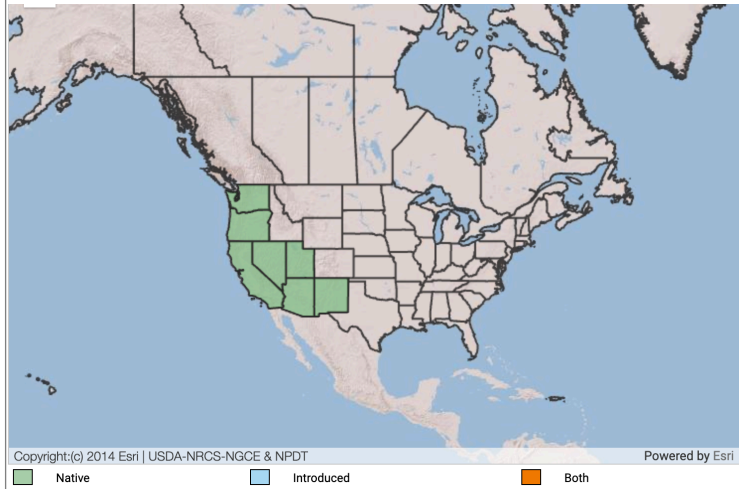 Copyright:(c) 2014 Esri | USDA-NRCS-NGCE & NPDT Powered by Esri
Native Introduced Both